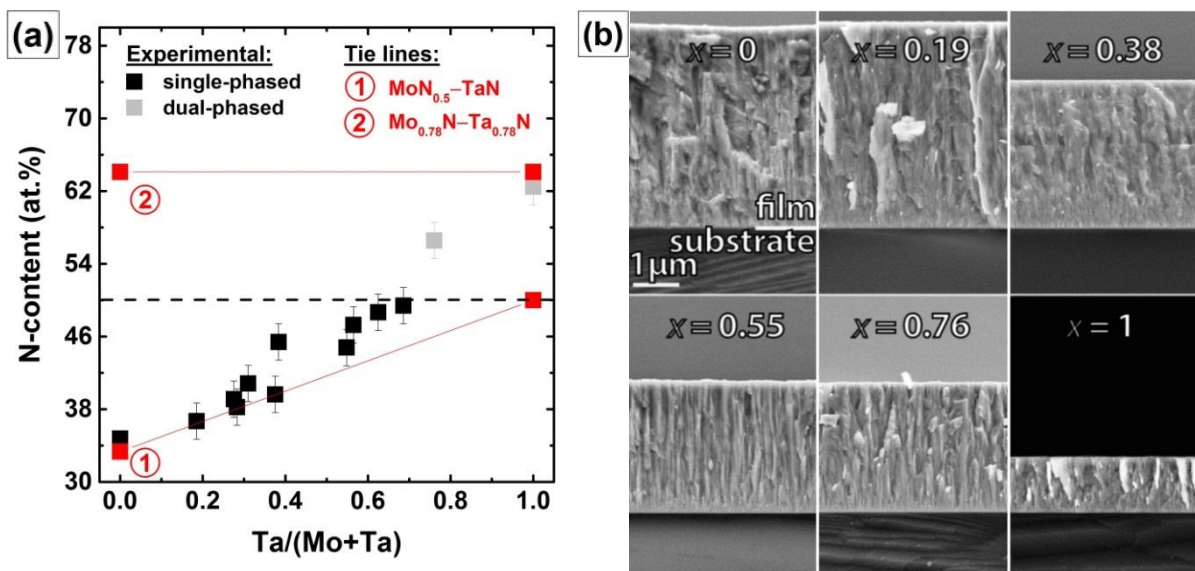 (a)
Experimental:
single-phased
dual-phased
Tie lines:
1 MoN0.5–TaN
2 Mo0.78N–Ta0.78N
78
70
62
54
46
38
30
N-content (at.%)
2
1
0.0 0.2 0.4 0.6 0.8 1.0
Ta/(Mo+Ta)
(b)
x = 0
x = 0.19
x = 0.38
film
substrate
1µm
x = 0.55
x = 0.76
x = 1